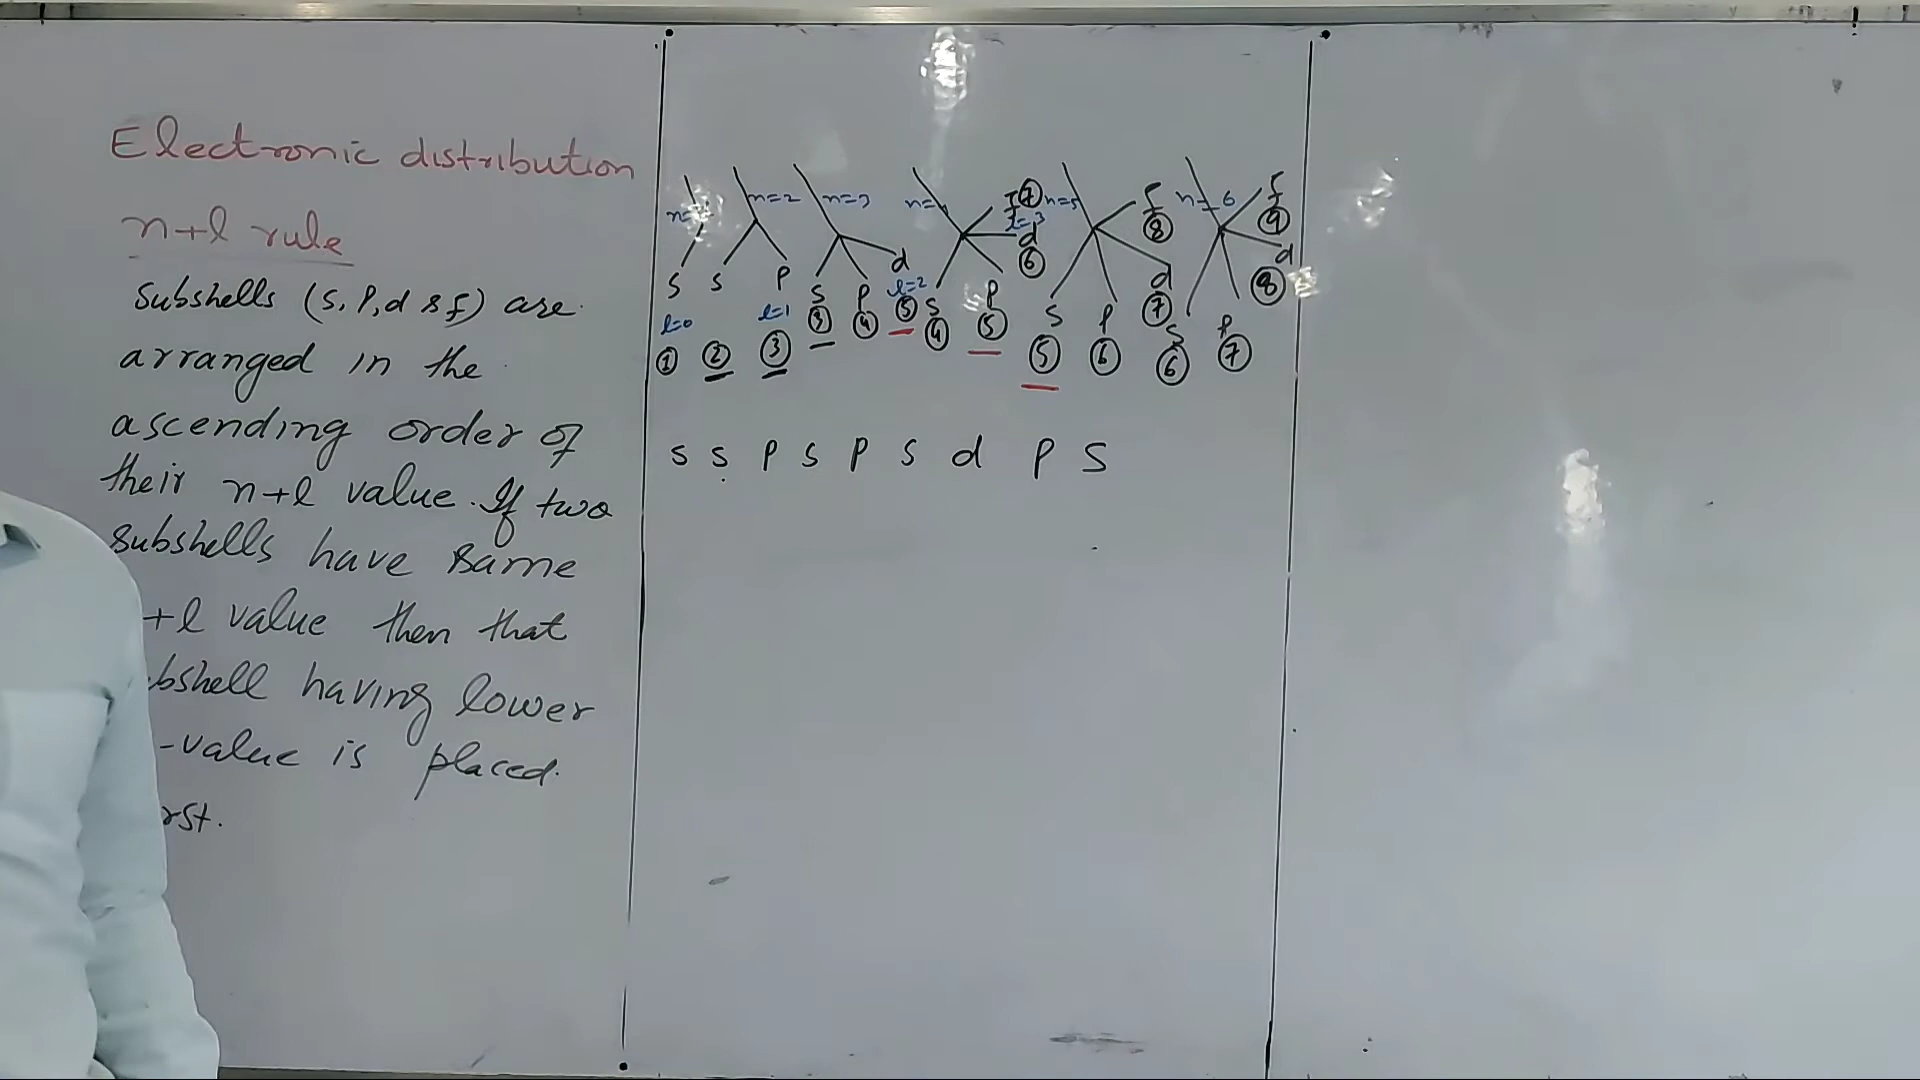 Electronic distribution
n+l rule
Subshells (s, p, d & f) are
arranged in the
ascending order of
their n+l value. If two
subshells have same
+l value then that
bshell having lower
-value is placed
rst.
n=2 n=3 n= n=5 n=6
s s p s p d s p d f s p d f s p d f
l=0 l=1 l=2 l=3
1 2 3 3 4 5 4 5 6 7 5 6 7 8 6 7 8 9
s s p s p s d p s